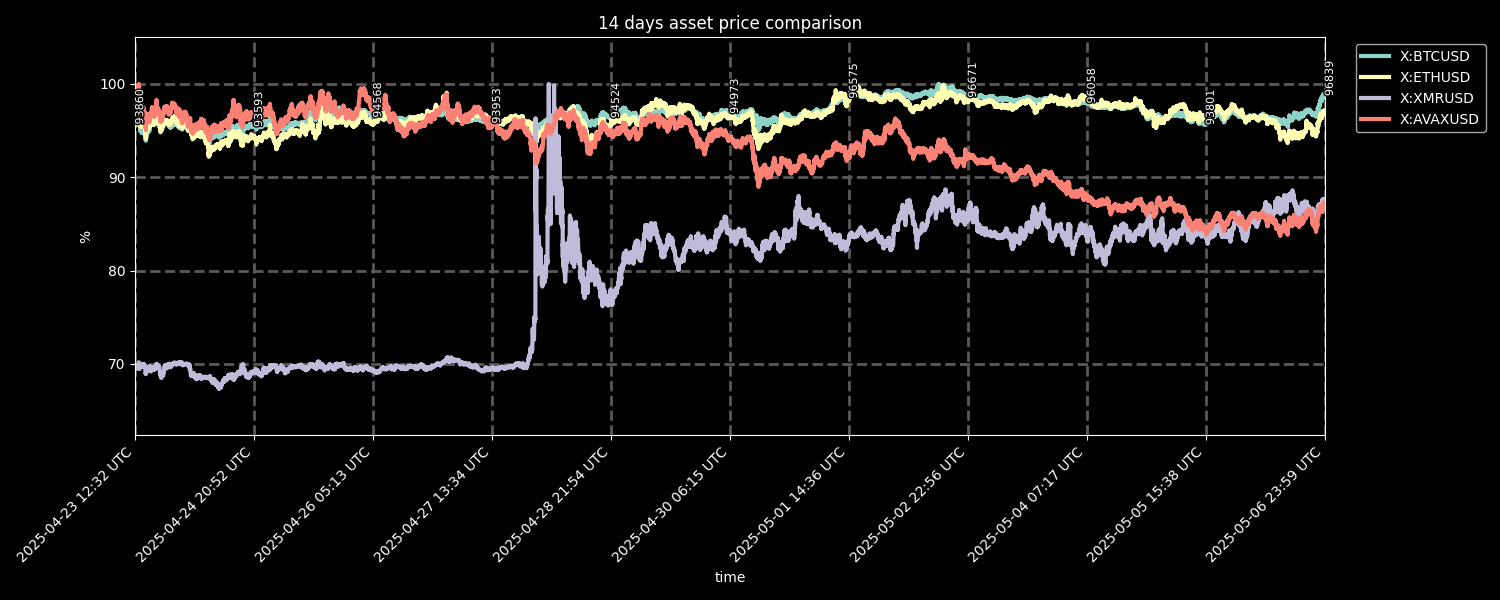 14 days asset price comparison
X:BTCUSD
X:ETHUSD
X:XMRUSD
X:AVAXUSD
%
100
90
80
70
93860
93593
94568
93953
94524
94973
96575
96671
96058
93801
96839
2025-04-23 12:32 UTC
2025-04-24 20:52 UTC
2025-04-26 05:13 UTC
2025-04-27 13:34 UTC
2025-04-28 21:54 UTC
2025-04-30 06:15 UTC
2025-05-01 14:36 UTC
2025-05-02 22:56 UTC
2025-05-04 07:17 UTC
2025-05-05 15:38 UTC
2025-05-06 23:59 UTC
time